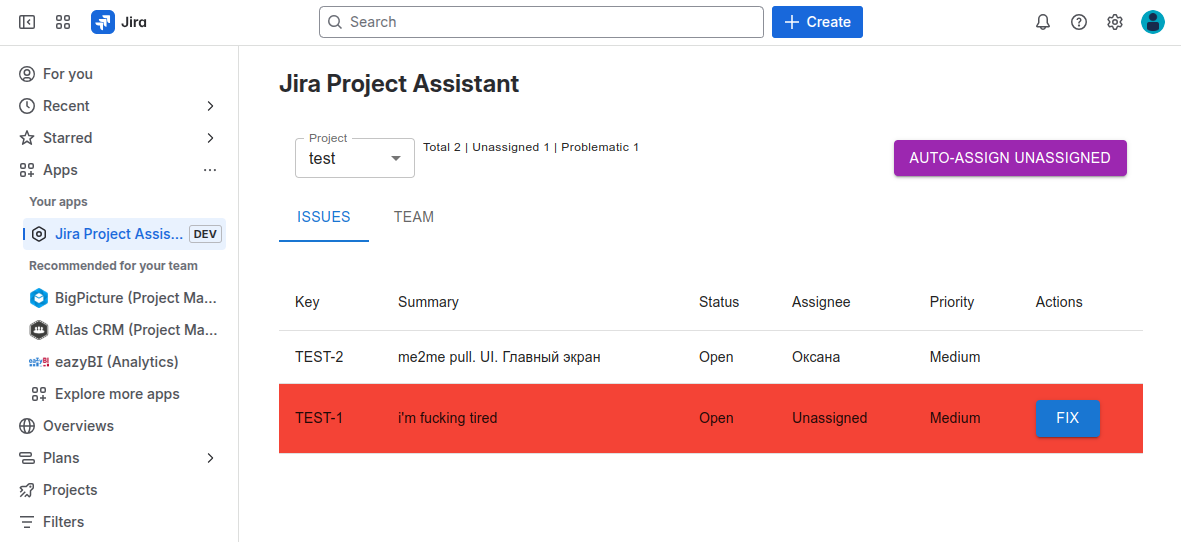 Jira
Search
Create
For you
Recent
Starred
Apps
Your apps
Jira Project Assis... DEV
Recommended for your team
BigPicture (Project Ma...
Atlas CRM (Project Ma...
eazyBI (Analytics)
Explore more apps
Overviews
Plans
Projects
Filters
Jira Project Assistant
Project
test
Total 2 | Unassigned 1 | Problematic 1
AUTO-ASSIGN UNASSIGNED
ISSUES TEAM
Key Summary Status Assignee Priority Actions
TEST-2 me2me pull. UI. Главный экран Open Оксана Medium
TEST-1 i'm fucking tired Open Unassigned Medium FIX